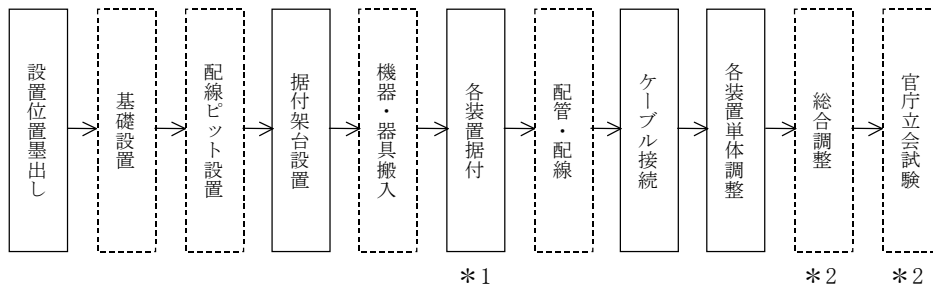 設置位置墨出し
基礎設置
配線ピット設置
据付架台設置
機器・器具搬入
各装置据付
配管・配線
ケーブル接続
各装置単体調整
総合調整
官庁立会試験
＊1
＊2
＊2